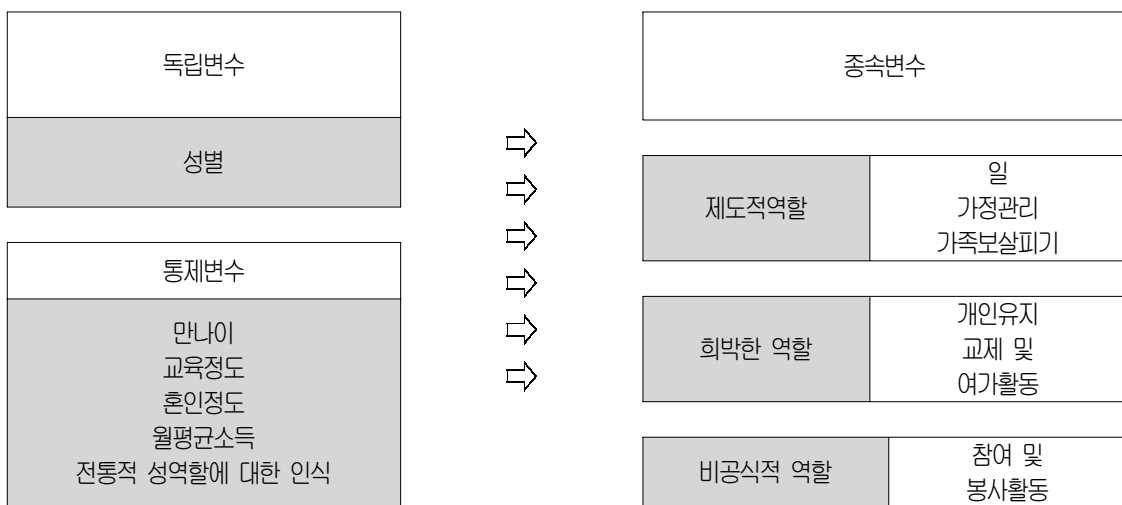 독립변수
성별
통제변수
만나이
교육정도
혼인정도
월평균소득
전통적 성역할에 대한 인식
⇨
⇨
⇨
⇨
⇨
⇨
종속변수
제도적역할
일
가정관리
가족보살피기
희박한 역할
개인유지
교제 및
여가활동
비공식적 역할
참여 및
봉사활동